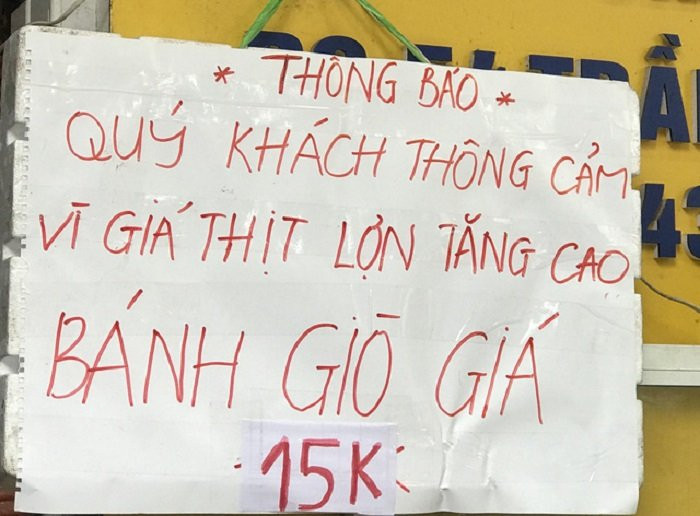 * THÔNG BÁO *
QUÝ KHÁCH THÔNG CẢM
VÌ GIÁ THỊT LỢN TĂNG CAO
BÁNH GIÒ GIÁ
15K